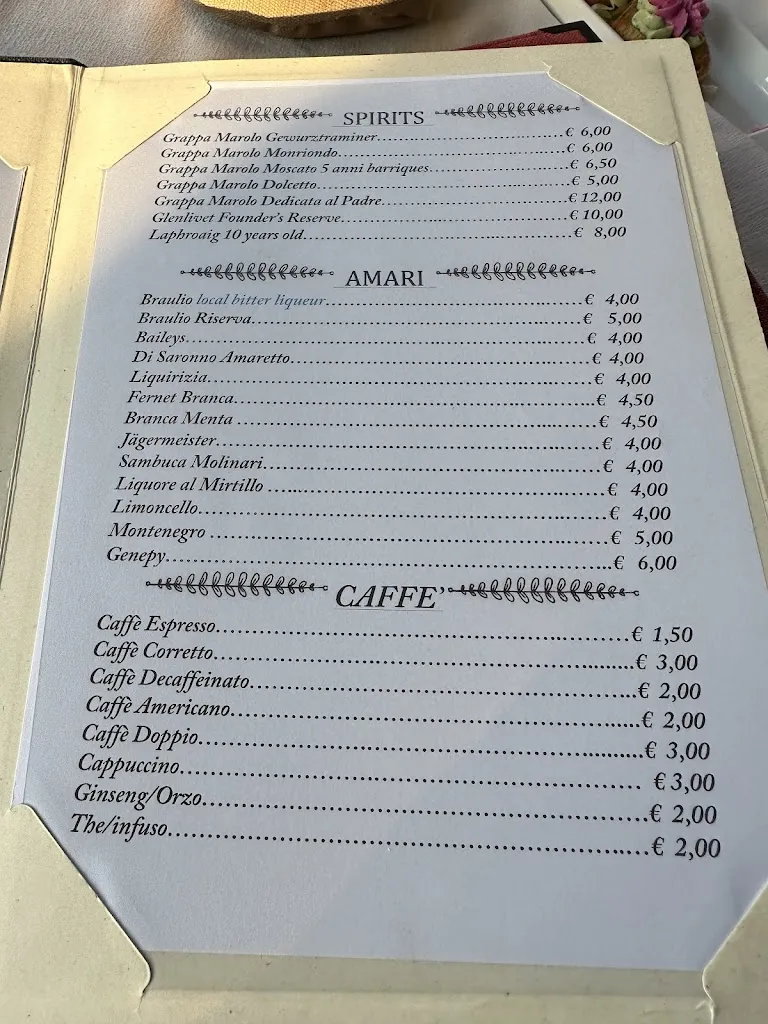 SPIRITS
Grappa Marolo Gewurztraminer..............................................€ 6,00
Grappa Marolo Monriondo..............................................€ 6,00
Grappa Marolo Moscato 5 anni barriques..............................€ 6,50
Grappa Marolo Dolcetto..............................................€ 5,00
Grappa Marolo Dedicata al Padre..............................€ 12,00
Glenlivet Founder's Reserve..............................€ 10,00
Laphroaig 10 years old..............................€ 8,00
AMARI
Braulio local bitter liqueur..............................€ 4,00
Braulio Riserva..............................€ 5,00
Baileys..............................€ 4,00
Di Saronno Amaretto..............................€ 4,00
Liquirizia..............................€ 4,00
Fernet Branca..............................€ 4,50
Branca Menta ..............................€ 4,50
Jägermeister..............................€ 4,00
Sambuca Molinari..............................€ 4,00
Liquore al Mirtillo ..............................€ 4,00
Limoncello..............................€ 4,00
Montenegro ..............................€ 5,00
Genepy..............................€ 6,00
CAFFE'
Caffè Espresso..............................€ 1,50
Caffè Corretto..............................€ 3,00
Caffè Decaffeinato..............................€ 2,00
Caffè Americano..............................€ 2,00
Caffè Doppio..............................€ 3,00
Cappuccino.............................. €3,00
Ginseng/Orzo..............................€ 2,00
The/infuso..............................€ 2,00